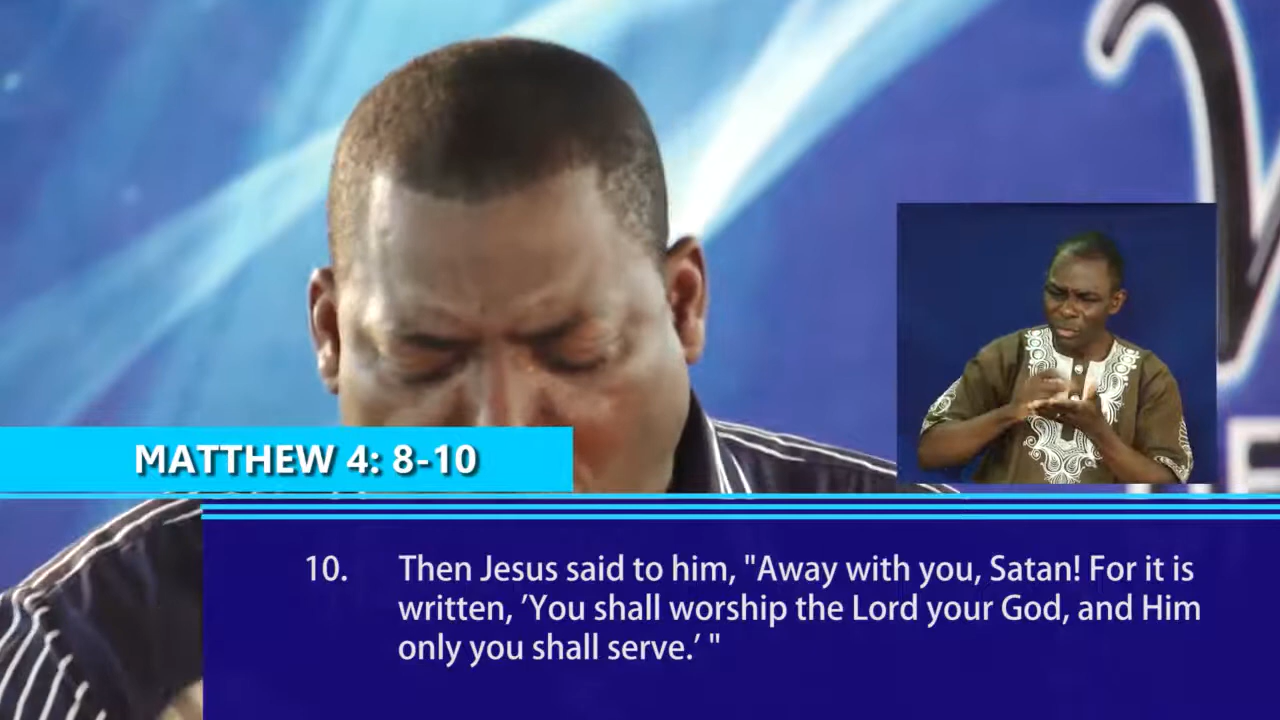 MATTHEW 4: 8-10
10. Then Jesus said to him, "Away with you, Satan! For it is
written, ’You shall worship the Lord your God, and Him
only you shall serve.’ "